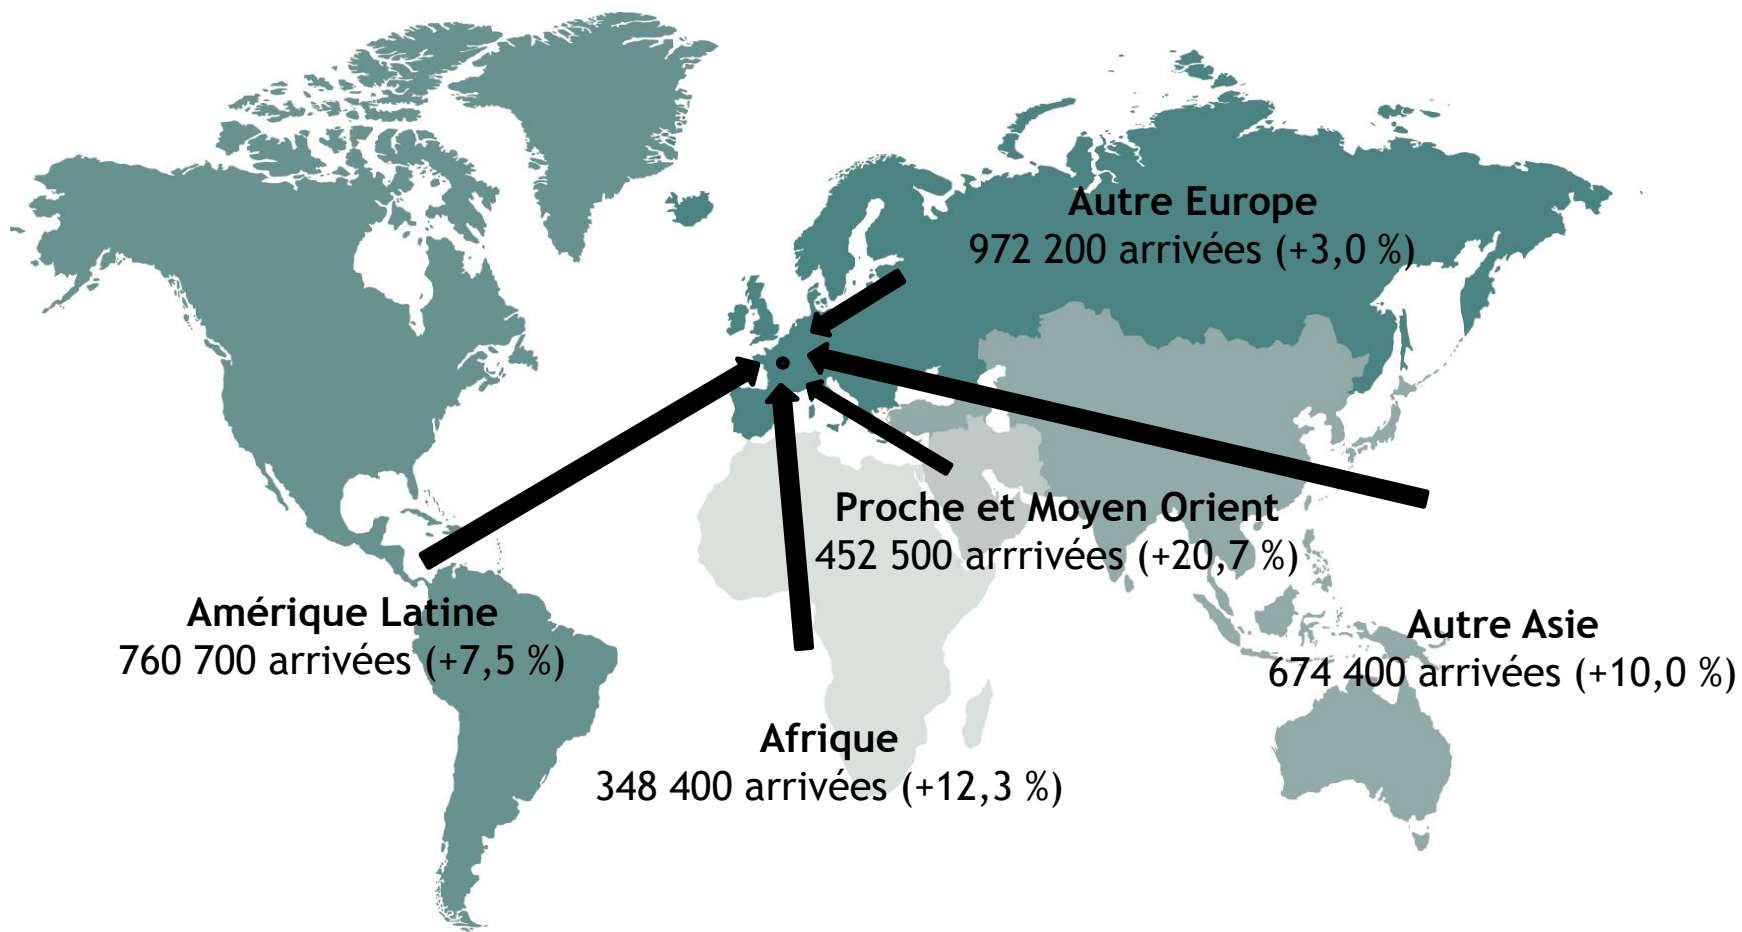 Autre Europe
972 200 arrivées (+3,0 %)
Proche et Moyen Orient
452 500 arrrivées (+20,7 %)
Amérique Latine
760 700 arrivées (+7,5 %)
Autre Asie
674 400 arrivées (+10,0 %)
Afrique
348 400 arrivées (+12,3 %)